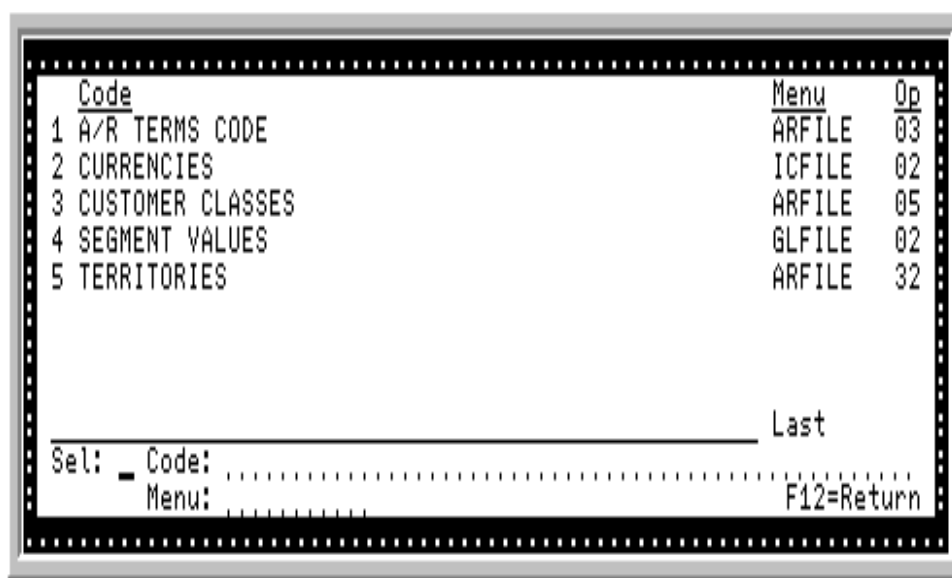 Code Menu Op
1 A/R TERMS CODE ARFILE 03
2 CURRENCIES ICFILE 02
3 CUSTOMER CLASSES ARFILE 05
4 SEGMENT VALUES GLFILE 02
5 TERRITORIES ARFILE 32
Last
Sel: Code:
Menu: F12=Return